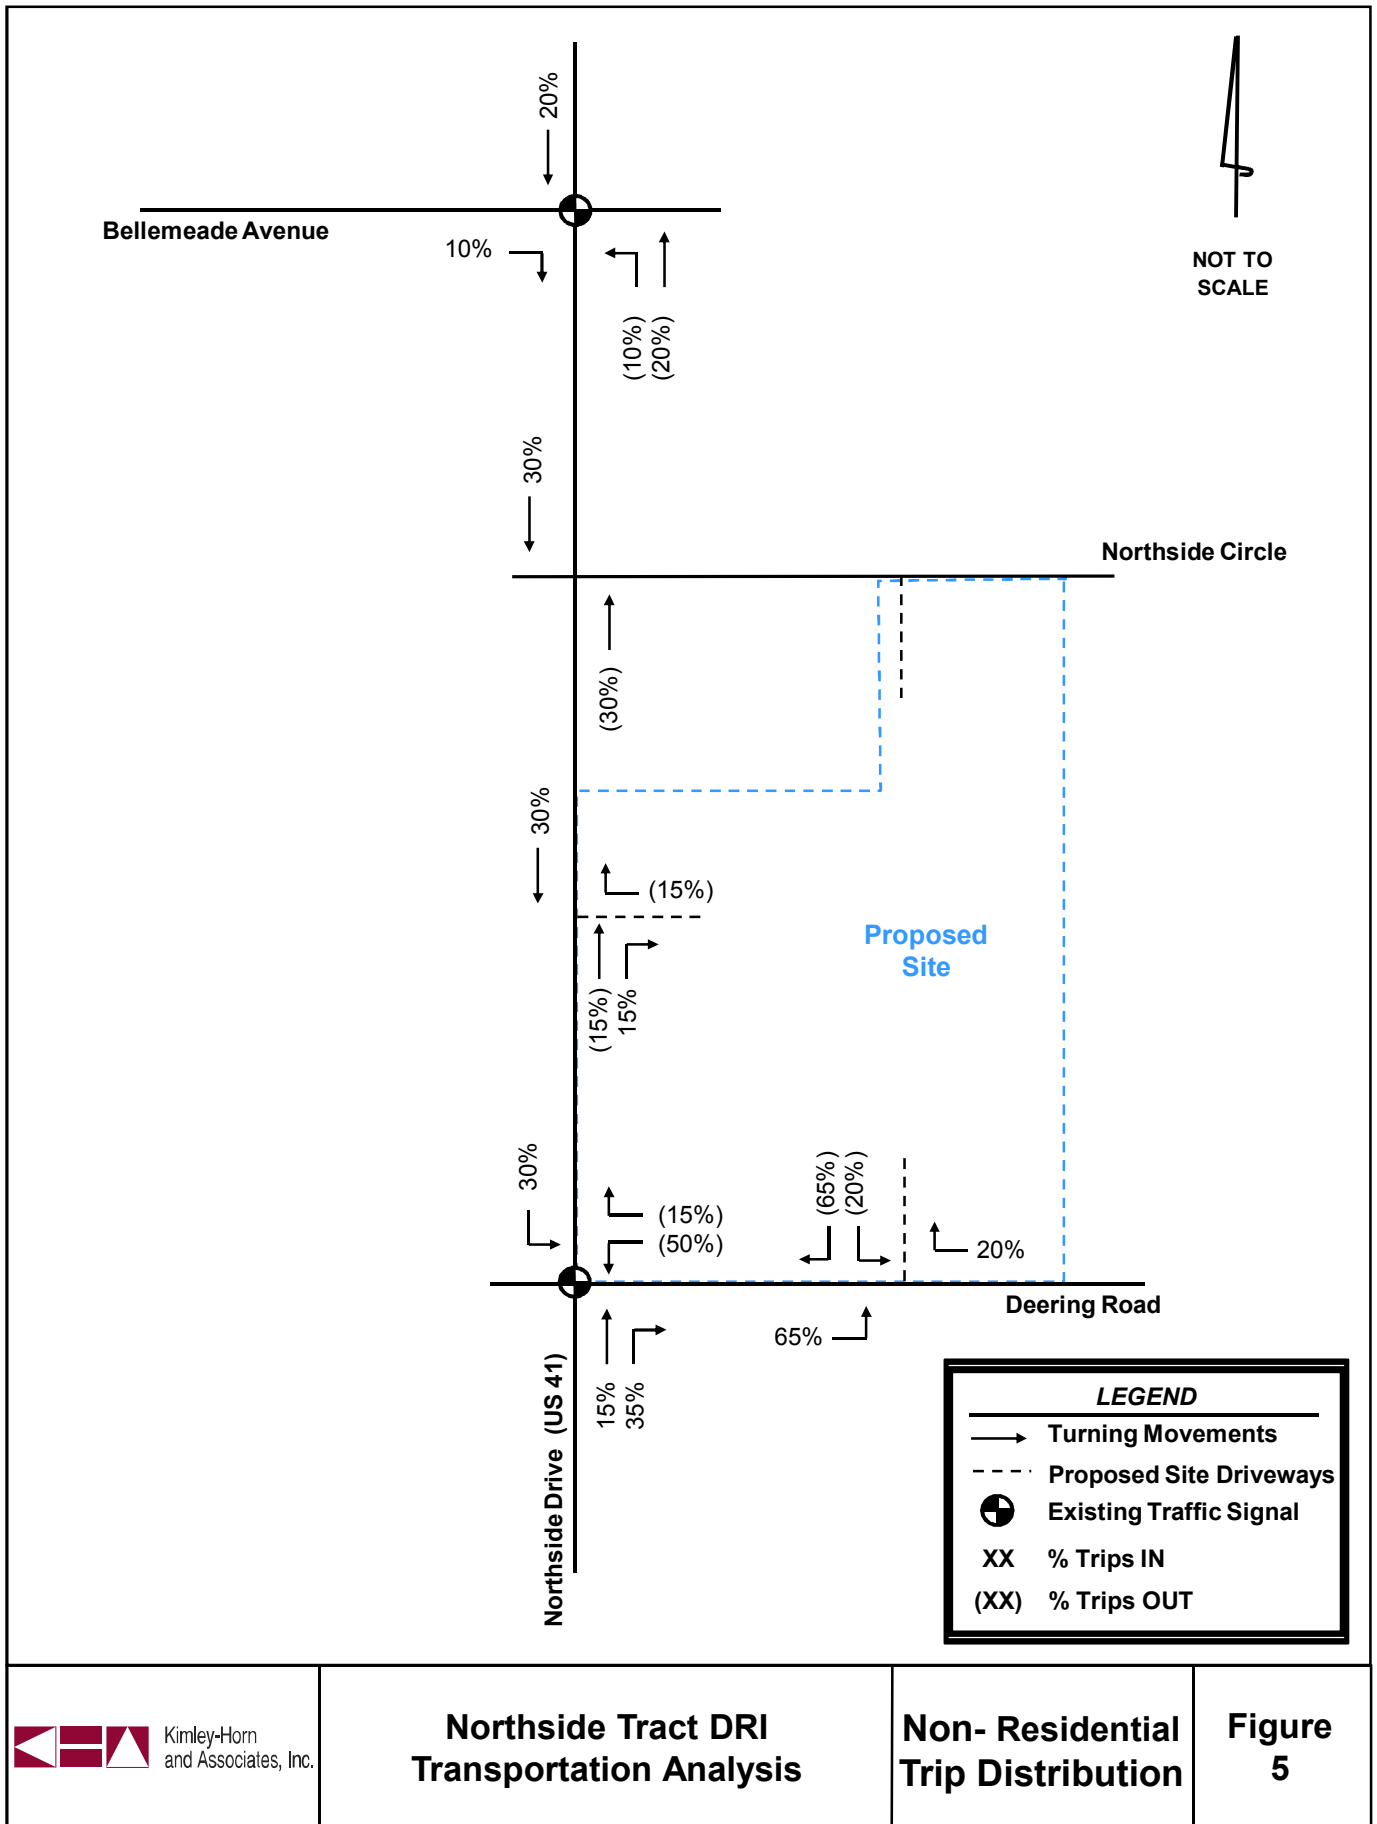 20%
Bellemeade Avenue
10%
(10%)
(20%)
NOT TO
SCALE
30%
Northside Circle
(30%)
30%
(15%)
Proposed
Site
(15%)
15%
30%
(15%)
(50%)
(65%)
(20%)
20%
Deering Road
65%
15%
35%
Northside Drive (US 41)
LEGEND
Turning Movements
Proposed Site Driveways
Existing Traffic Signal
XX % Trips IN
(XX) % Trips OUT
Kimley-Horn
and Associates, Inc.
Northside Tract DRI
Transportation Analysis
Non- Residential
Trip Distribution
Figure
5